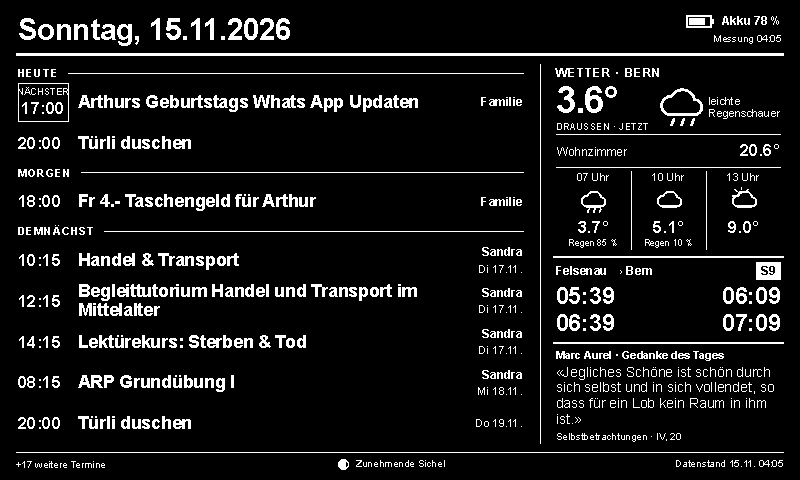 Sonntag, 15.11.2026
Akku 78 %
Messung 04:05
HEUTE
NÄCHSTER
17:00 Arthurs Geburtstags Whats App Updaten Familie
20:00 Türli duschen
MORGEN
18:00 Fr 4.- Taschengeld für Arthur Familie
DEMNÄCHST
10:15 Handel & Transport Sandra
Di 17.11.
12:15 Begleittutorium Handel und Transport im Mittelalter Sandra
Di 17.11.
14:15 Lektürekurs: Sterben & Tod Sandra
Di 17.11.
08:15 ARP Grundübung I Sandra
Mi 18.11.
20:00 Türli duschen Do 19.11.
WETTER · BERN
3.6°
leichte
Regenschauer
DRAUSSEN · JETZT
Wohnzimmer 20.6°
07 Uhr 10 Uhr 13 Uhr
3.7° 5.1° 9.0°
Regen 85 % Regen 10 %
Felsenau › Bern S9
05:39 06:09
06:39 07:09
Marc Aurel · Gedanke des Tages
«Jegliches Schöne ist schön durch
sich selbst und in sich vollendet, so
dass für ein Lob kein Raum in ihm
ist.»
Selbstbetrachtungen · IV, 20
+17 weitere Termine
Zunehmende Sichel
Datenstand 15.11. 04:05